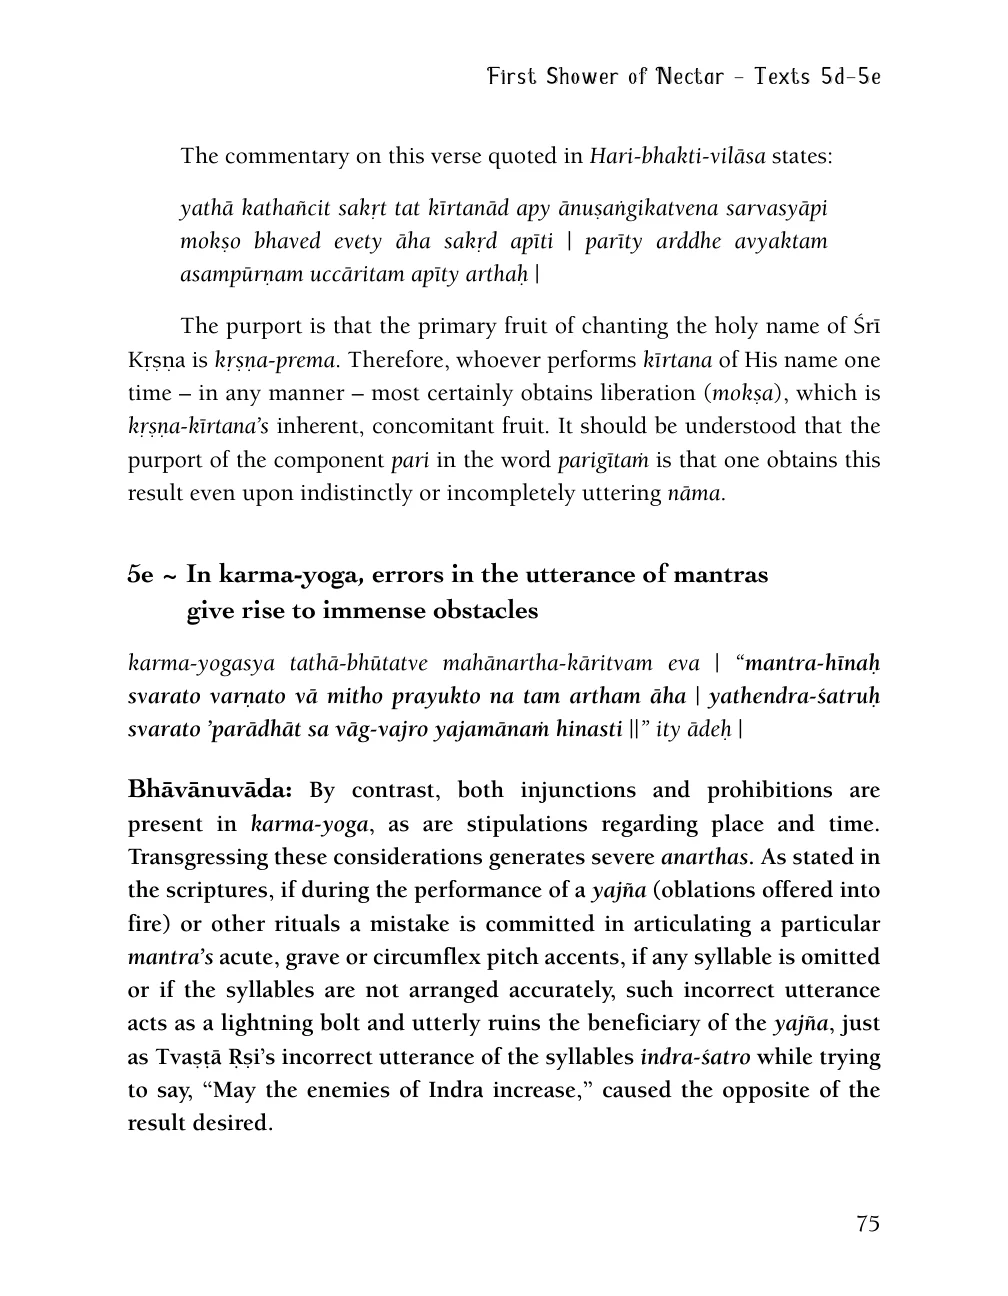 First Shower of Nectar – Texts 5d–5e
The commentary on this verse quoted in Hari-bhakti-vilāsa states:
yathā kathañcit sakṛt tat kīrtanād apy ānuṣaṅgikatvena sarvasyāpi
mokṣo bhaved evety āha sakṛd apīti | parīty arddhe avyaktam
asampūrṇam uccāritam apīty arthaḥ |
The purport is that the primary fruit of chanting the holy name of Śrī
Kṛṣṇa is kṛṣṇa-prema. Therefore, whoever performs kīrtana of His name one
time – in any manner – most certainly obtains liberation (mokṣa), which is
kṛṣṇa-kīrtana’s inherent, concomitant fruit. It should be understood that the
purport of the component pari in the word parigītaṁ is that one obtains this
result even upon indistinctly or incompletely uttering nāma.
5e ~ In karma-yoga, errors in the utterance of mantras
give rise to immense obstacles
karma-yogasya tathā-bhūtatve mahānartha-kāritvam eva | “mantra-hīnaḥ
svarato varṇato vā mitho prayukto na tam artham āha | yathendra-śatruḥ
svarato ’parādhāt sa vāg-vajro yajamānaṁ hinasti ||” ity ādeḥ |
Bhāvānuvāda: By contrast, both injunctions and prohibitions are
present in karma-yoga, as are stipulations regarding place and time.
Transgressing these considerations generates severe anarthas. As stated in
the scriptures, if during the performance of a yajña (oblations offered into
fire) or other rituals a mistake is committed in articulating a particular
mantra’s acute, grave or circumflex pitch accents, if any syllable is omitted
or if the syllables are not arranged accurately, such incorrect utterance
acts as a lightning bolt and utterly ruins the beneficiary of the yajña, just
as Tvaṣṭā Ṛṣi’s incorrect utterance of the syllables indra-śatro while trying
to say, “May the enemies of Indra increase,” caused the opposite of the
result desired.
75